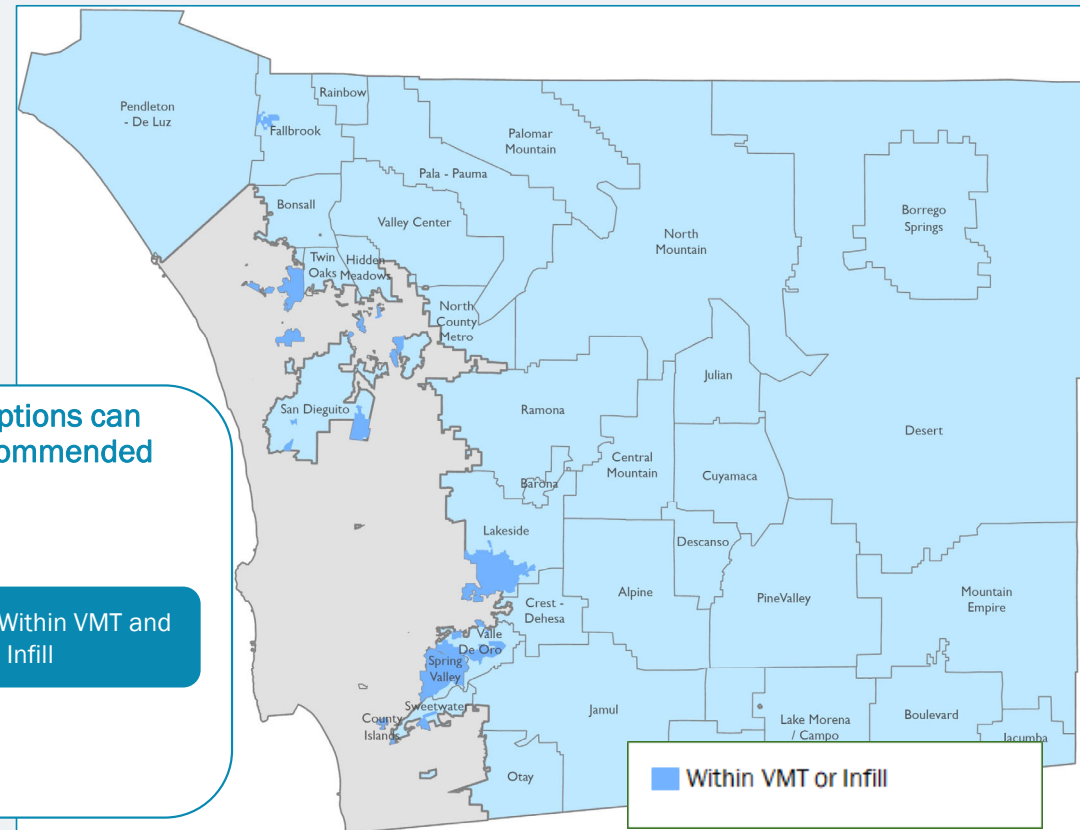 Rainbow
Pendleton
- De Luz
Fallbrook
Palomar
Mountain
Pala - Pauma
Bonsall
Valley Center
Borrego
Springs
North
Mountain
Twin
Oaks
Hidden
Meadows
North
County
Metro
Julian
San Dieguito
Ramona
Desert
Central
Mountain
Cuyamaca
Barona
Lakeside
Descanso
Alpine
PineValley
Mountain
Empire
Crest -
Dehesa
Valle
De Oro
Spring
Valley
Sweetwater
County
Islands
Jamul
Lake Morena
/ Campo
Boulevard
Jacumba
Otay
ptions can
ommended
Within VMT and
Infill
Within VMT or Infill